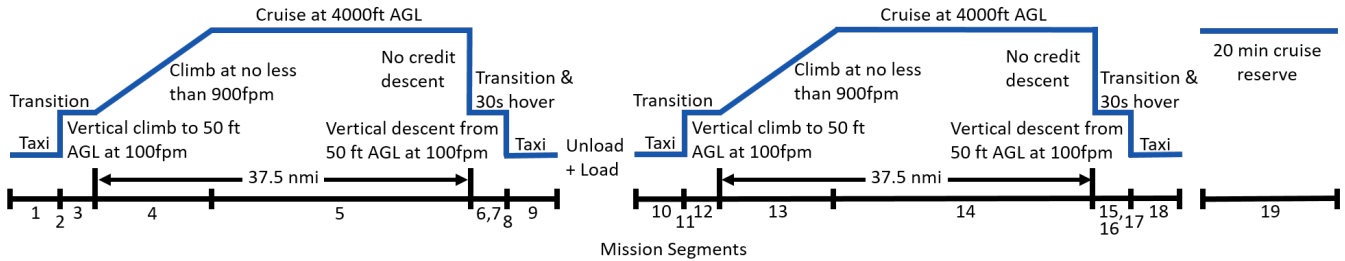 Cruise at 4000ft AGL
Climb at no less
than 900fpm
No credit
descent
Transition
Transition &
30s hover
Taxi
Vertical climb to 50 ft
AGL at 100fpm
Vertical descent from
50 ft AGL at 100fpm
Taxi
Unload
+ Load
37.5 nmi
1
2
3
4
5
6,7
8
9
Cruise at 4000ft AGL
Climb at no less
than 900fpm
No credit
descent
Transition
Transition &
30s hover
Taxi
Vertical climb to 50 ft
AGL at 100fpm
Vertical descent from
50 ft AGL at 100fpm
Taxi
37.5 nmi
10
11
12
13
14
15,
16,17
18
20 min cruise
reserve
19
Mission Segments